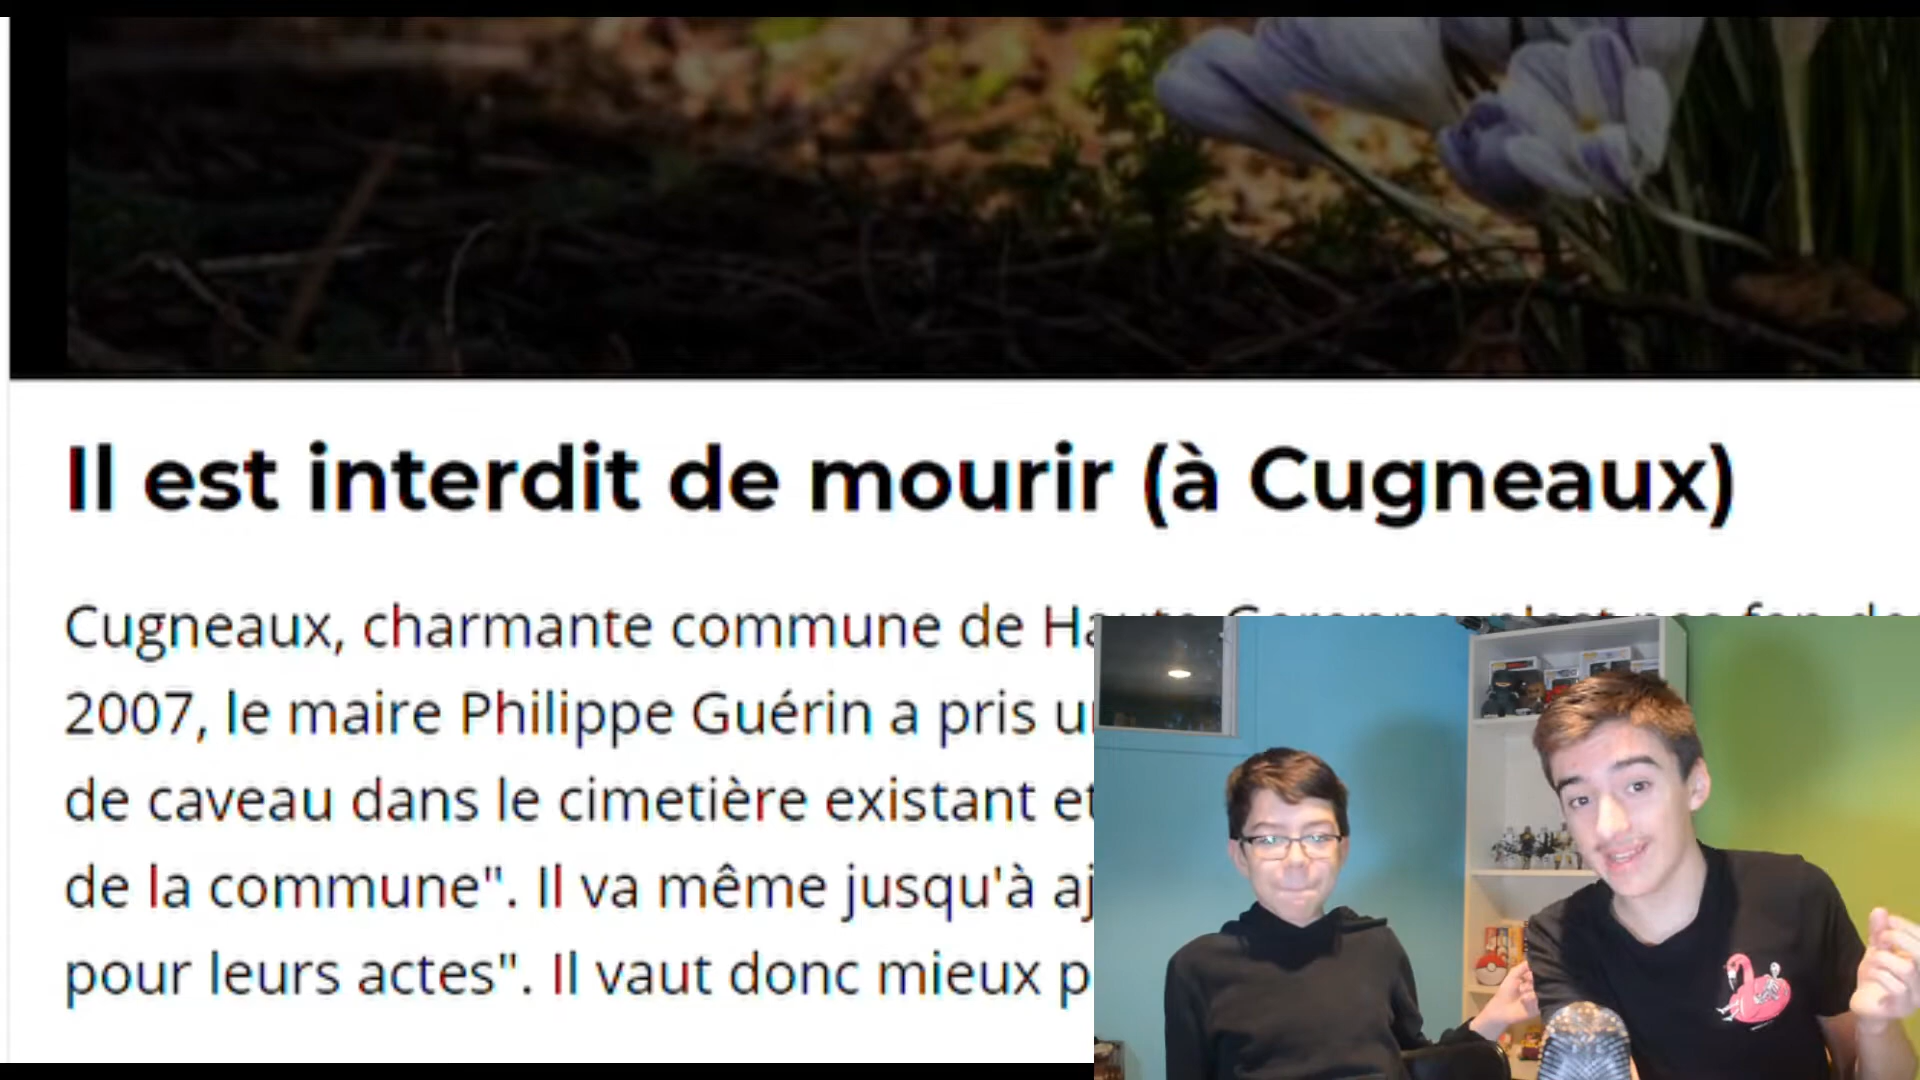 Il est interdit de mourir (à Cugneaux)
Cugneaux, charmante commune de
2007, le maire Philippe Guérin a pris
de caveau dans le cimetière existant et
de la commune". Il va même jusqu'à
pour leurs actes". Il vaut donc mieux